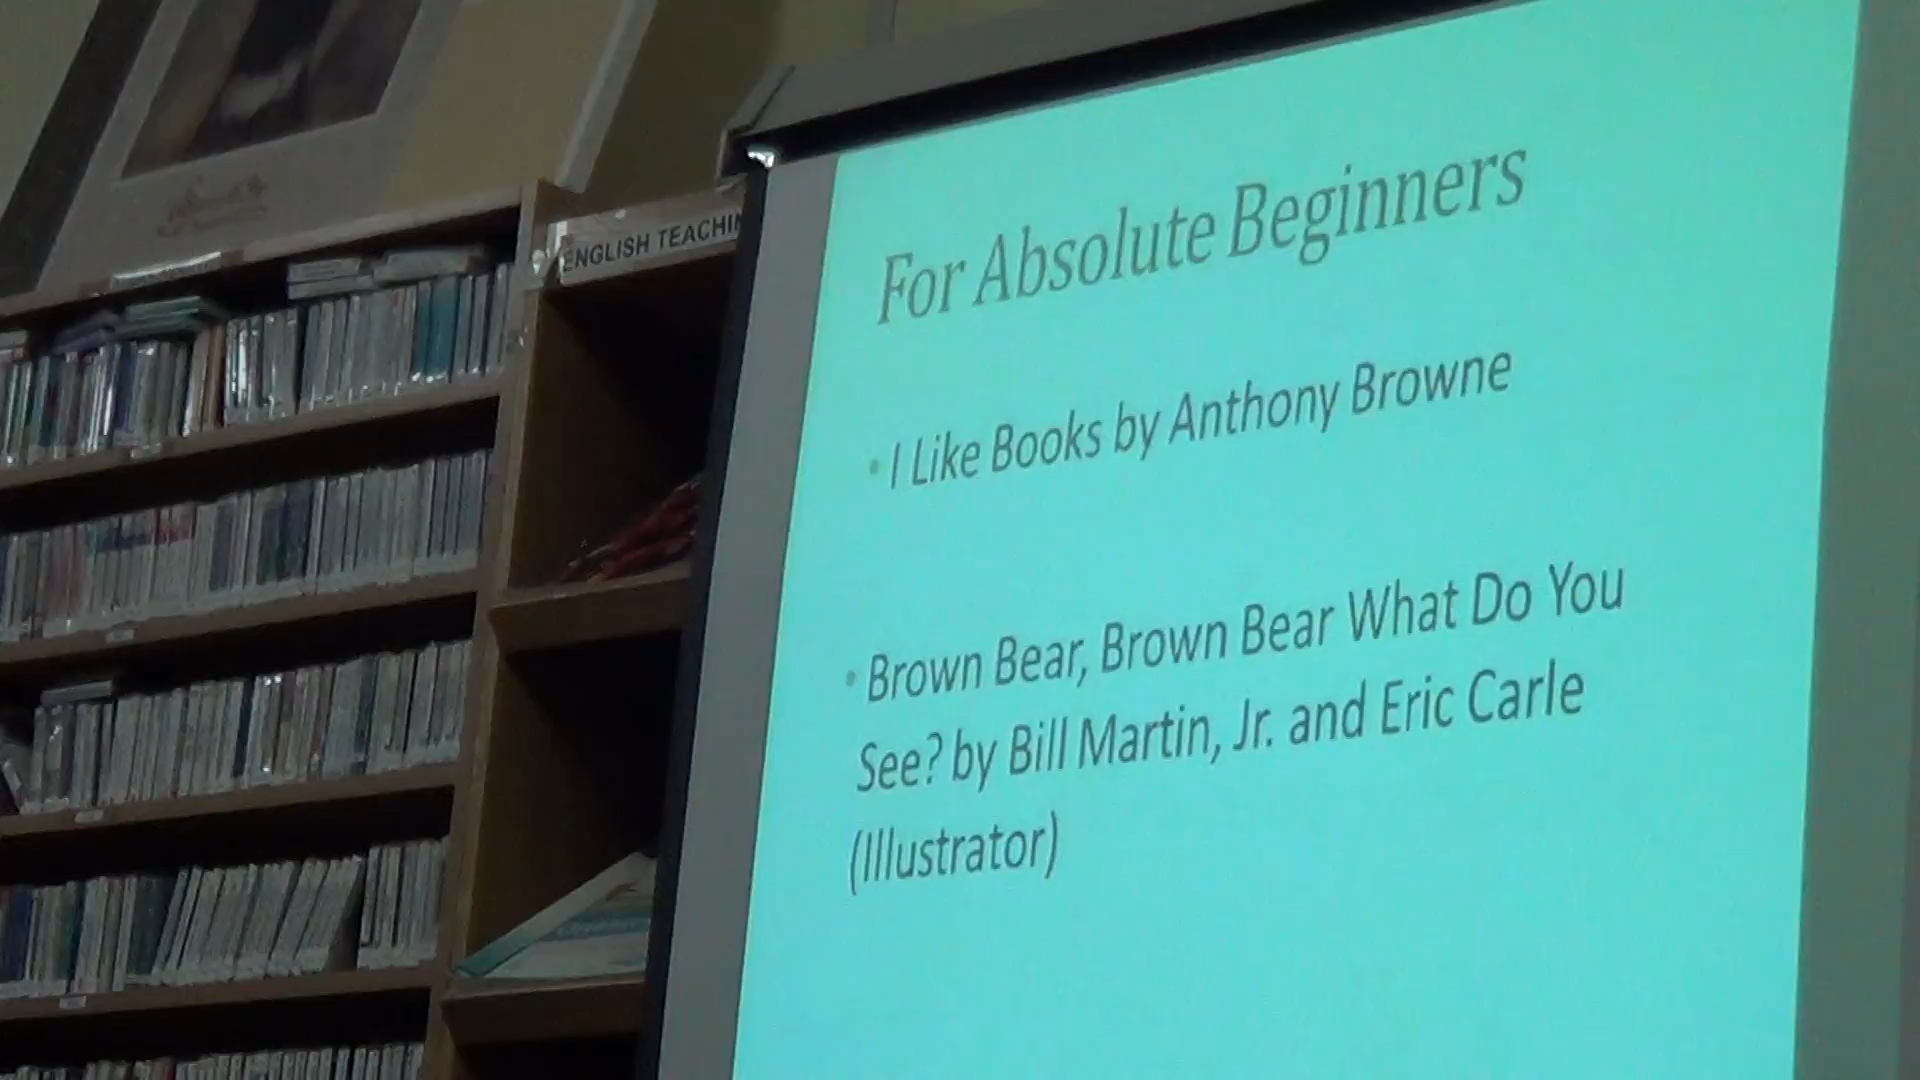 ENGLISH TEACHIN
For Absolute Beginners
• I Like Books by Anthony Browne
• Brown Bear, Brown Bear What Do You
See? by Bill Martin, Jr. and Eric Carle
(Illustrator)